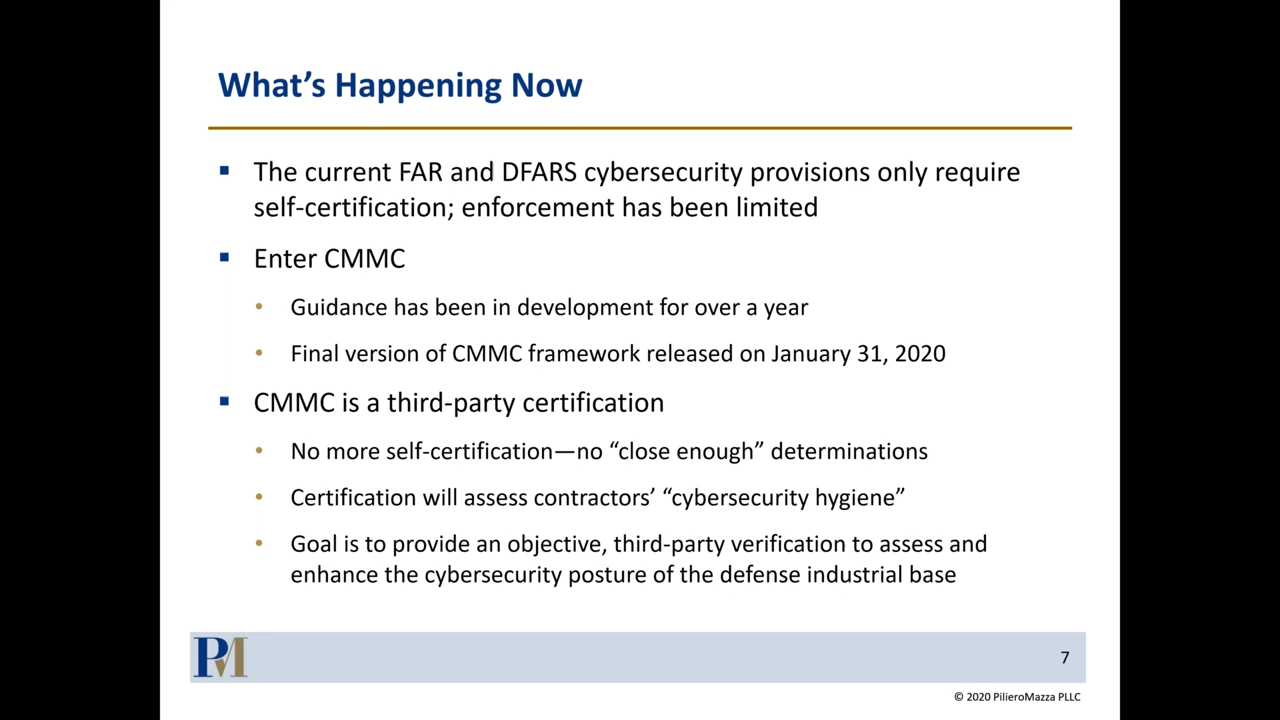 What’s Happening Now
▪ The current FAR and DFARS cybersecurity provisions only require
self-certification; enforcement has been limited
▪ Enter CMMC
• Guidance has been in development for over a year
• Final version of CMMC framework released on January 31, 2020
▪ CMMC is a third-party certification
• No more self-certification—no “close enough” determinations
• Certification will assess contractors’ “cybersecurity hygiene”
• Goal is to provide an objective, third-party verification to assess and
enhance the cybersecurity posture of the defense industrial base
PM
7
© 2020 PilieroMazza PLLC